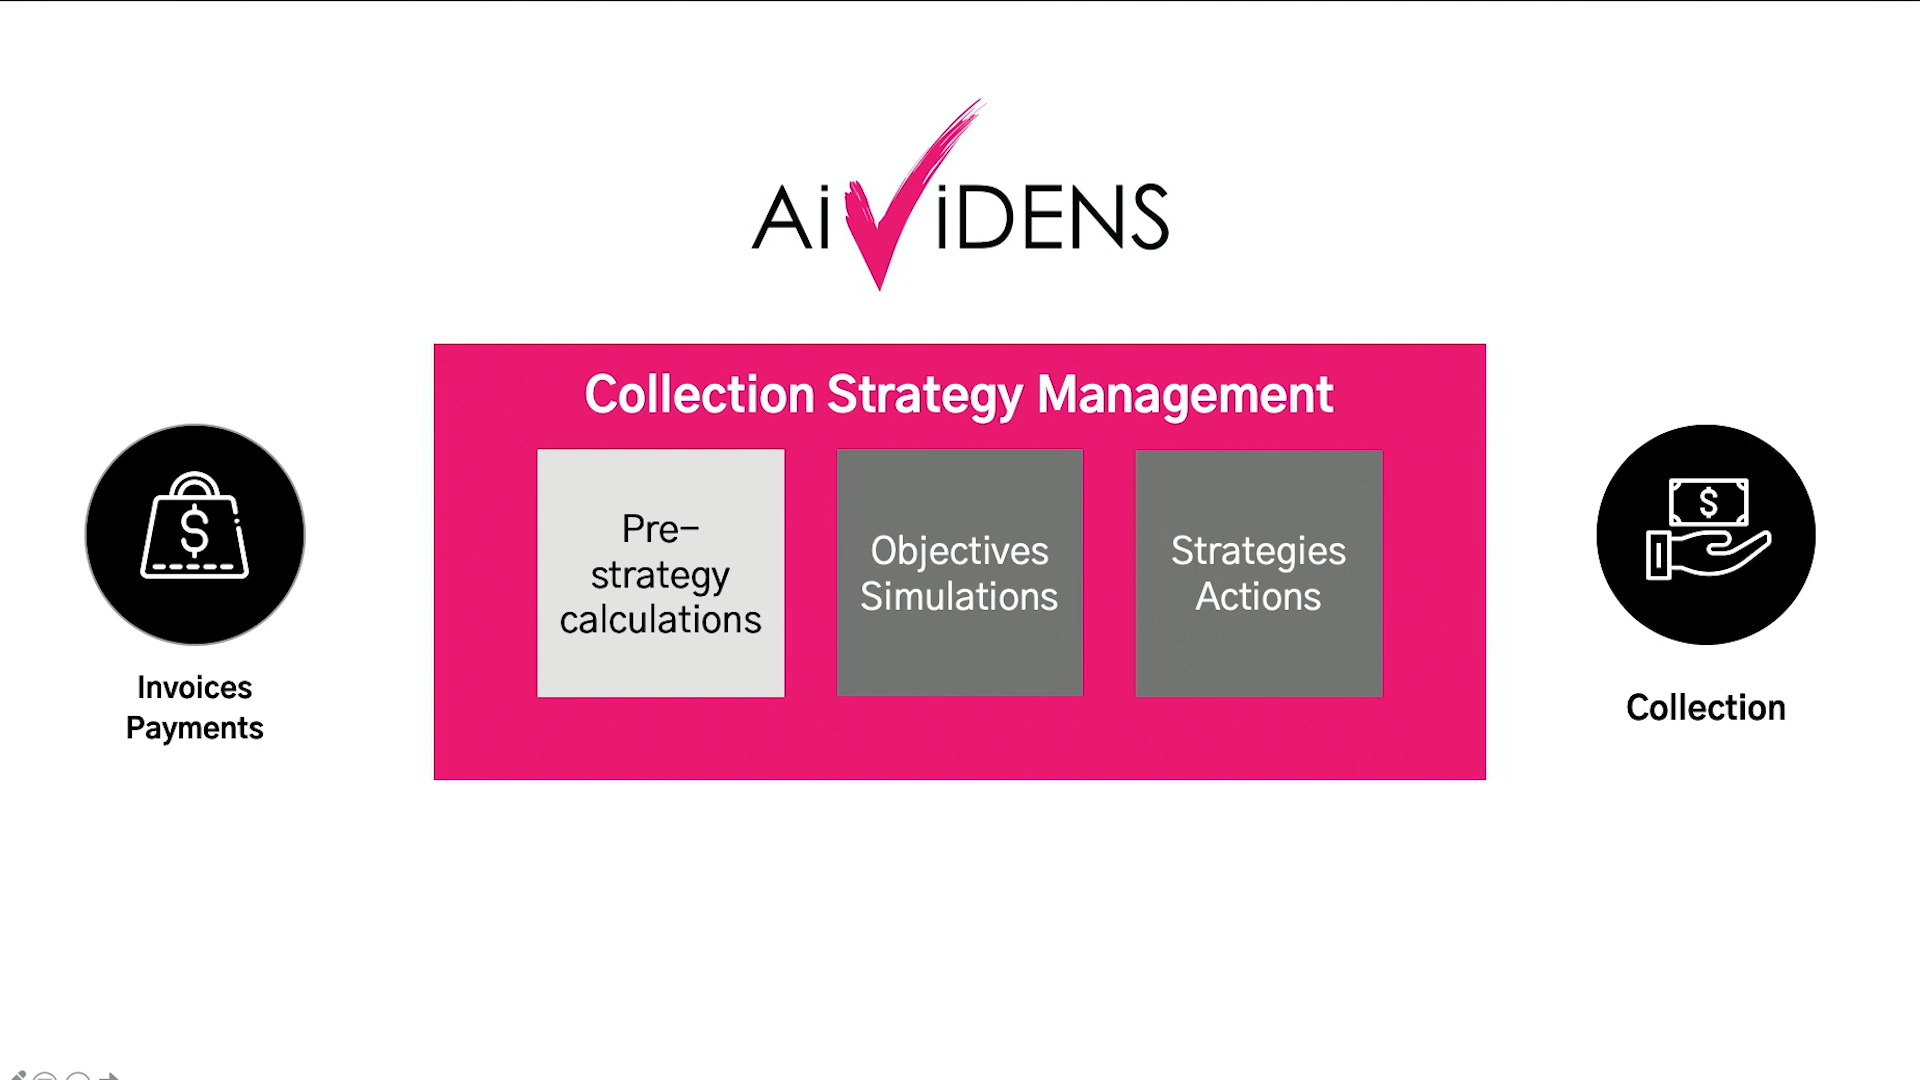 AiViDENS
Collection Strategy Management
Pre-
strategy
calculations
Objectives
Simulations
Strategies
Actions
$
Invoices
Payments
$
Collection